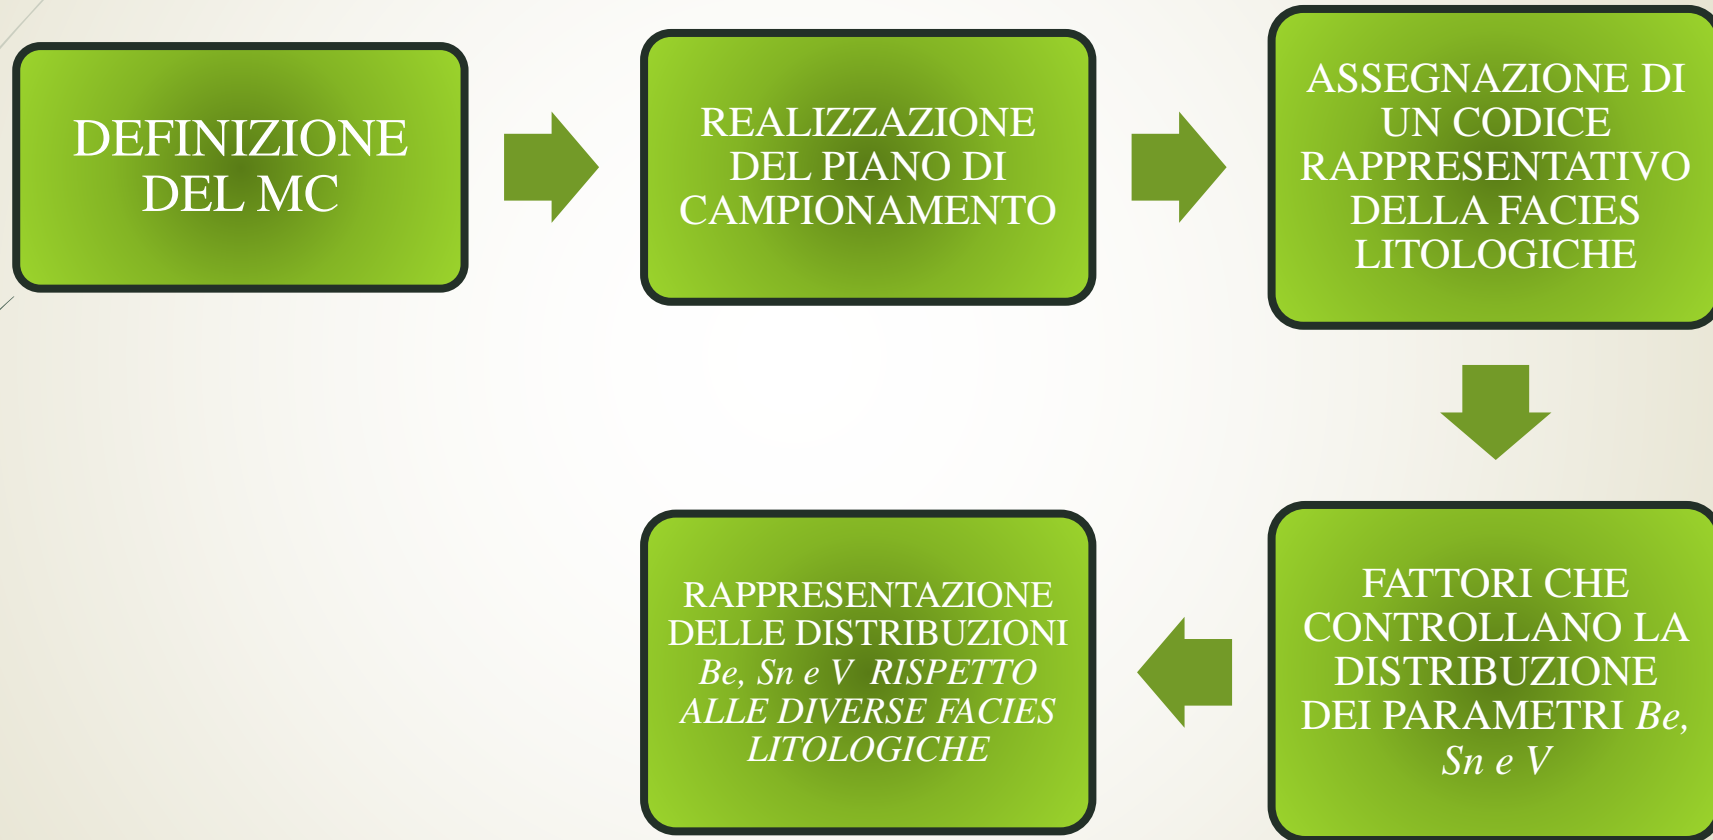 DEFINIZIONE
DEL MC
REALIZZAZIONE
DEL PIANO DI
CAMPIONAMENTO
ASSEGNAZIONE DI
UN CODICE
RAPPRESENTATIVO
DELLA FACIES
LITOLOGICHE
FATTORI CHE
CONTROLLANO LA
DISTRIBUZIONE
DEI PARAMETRI Be,
Sn e V
RAPPRESENTAZIONE
DELLE DISTRIBUZIONI
Be, Sn e V RISPETTO
ALLE DIVERSE FACIES
LITOLOGICHE